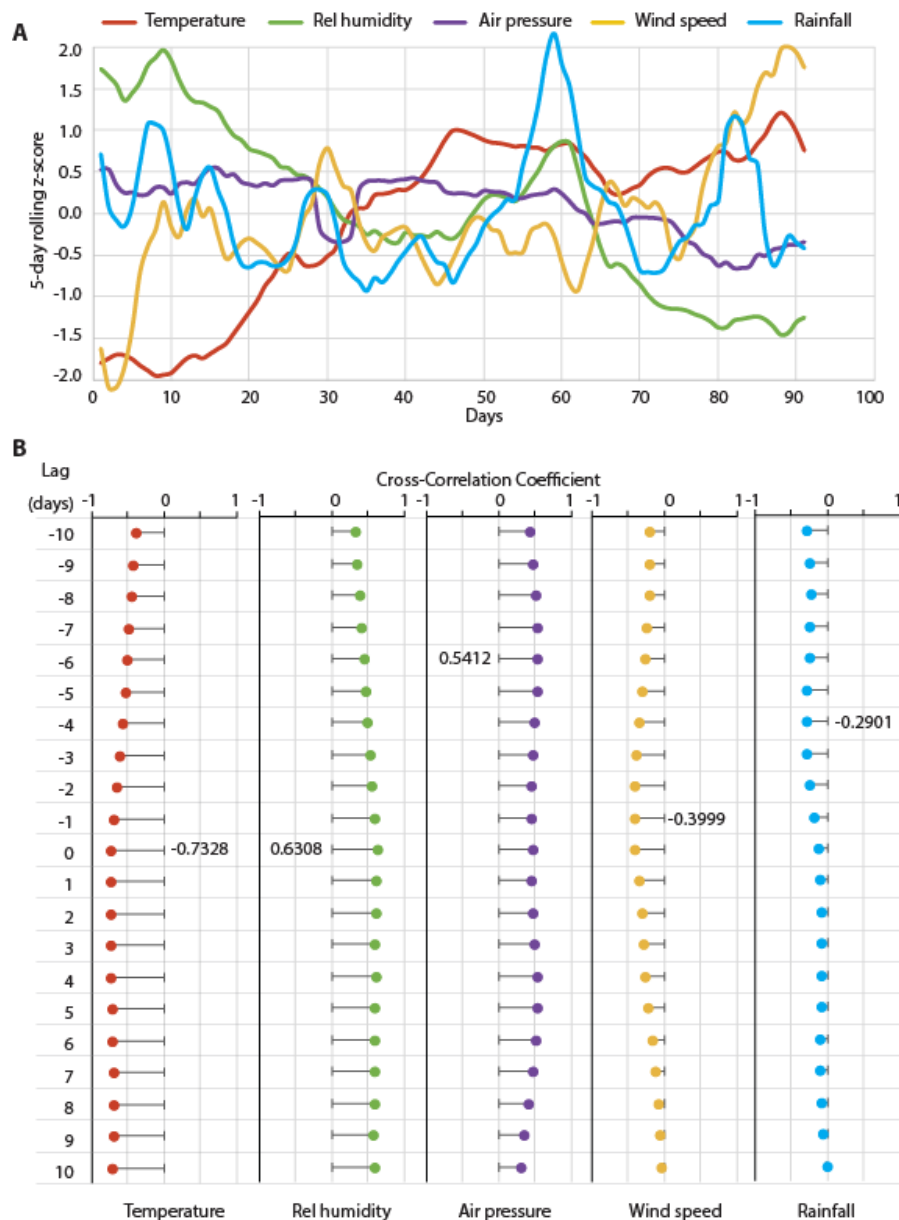 Temperature Rel humidity Air pressure Wind speed Rainfall
A
5-day rolling z-score
2.0
1.5
1.0
0.5
0.0
-0.5
-1.0
-1.5
-2.0
0 10 20 30 40 50 60 70 80 90 100
Days
B
Lag
(days)
Cross-Correlation Coefficient
-1 0 1 -1 0 1 -1 0 1 -1 0 1 -1 0 1
-10
-9
-8
-7
-6 0.5412
-5
-4 -0.2901
-3
-2
-1 -0.3999
0 -0.7328 0.6308
1
2
3
4
5
6
7
8
9
10
Temperature Rel humidity Air pressure Wind speed Rainfall